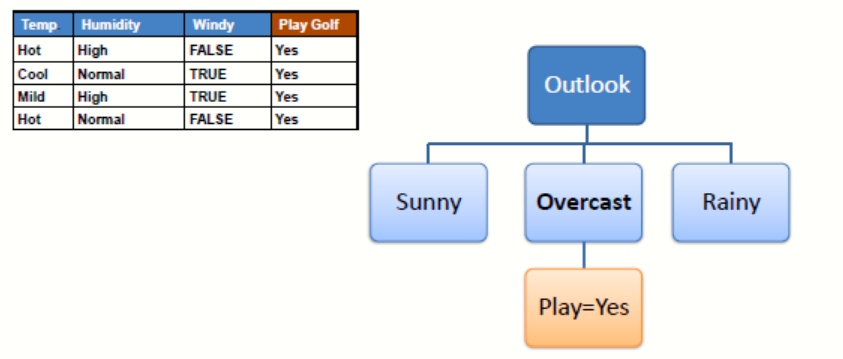 Temp. Humidity Windy Play Golf
Hot High FALSE Yes
Cool Normal TRUE Yes
Mild High TRUE Yes
Hot Normal FALSE Yes
Outlook
Sunny Overcast Rainy
Play=Yes